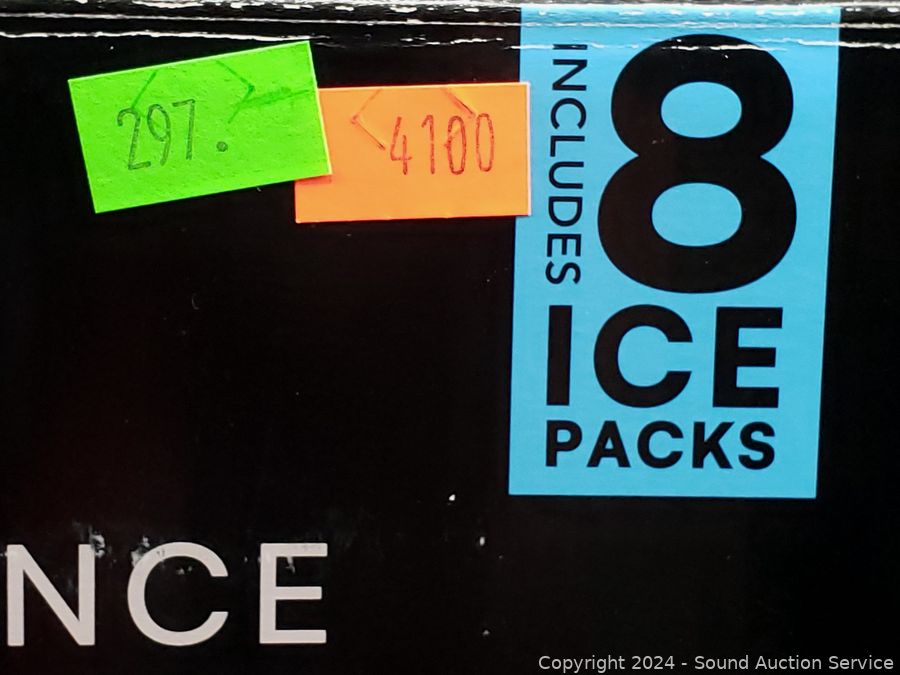 297.
4100
INCLUDES
8
ICE
PACKS
NCE
Copyright 2024 - Sound Auction Service